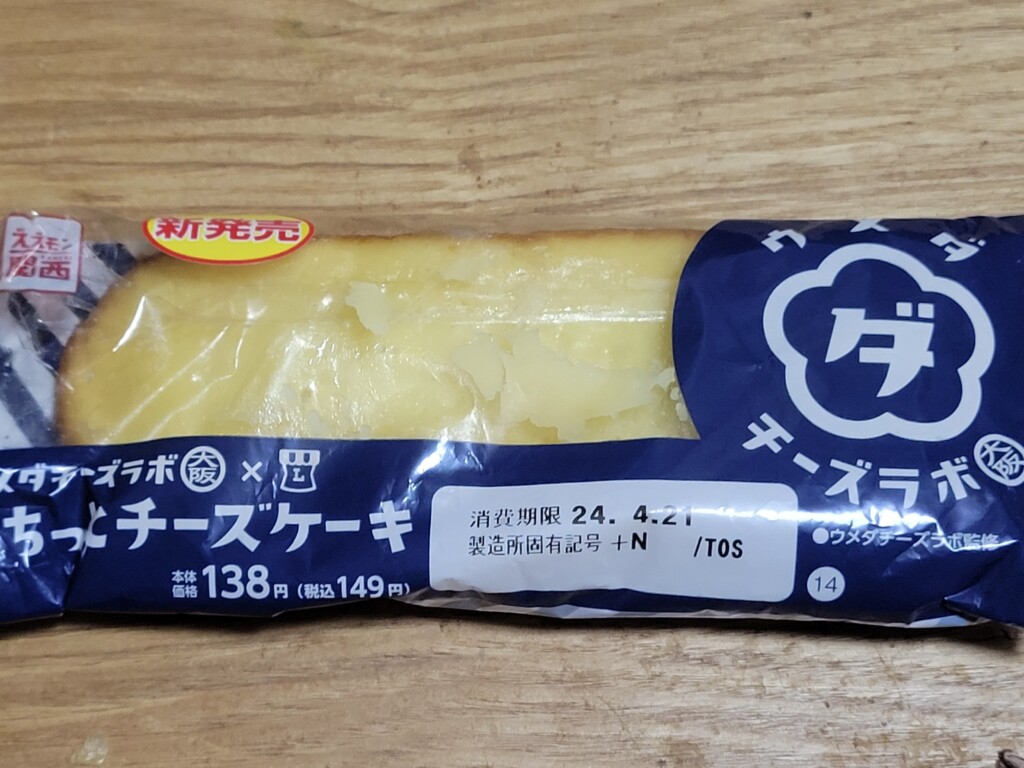 新発売
ええモン
関西
ウメダ
ダ
チーズラボ 大阪
メダチーズラボ 大阪 × L
ちっとチーズケーキ
本体価格 138円 (税込149円)
消費期限 24. 4.21
製造所固有記号 +N /TOS
●ウメダチーズラボ監修
14